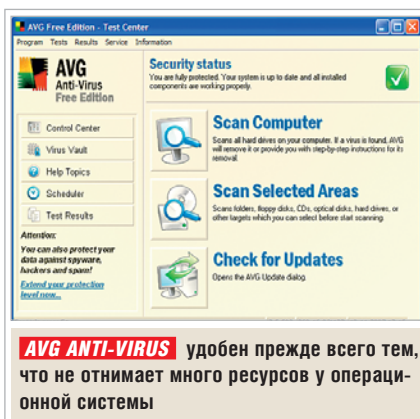 AVG Free Edition - Test Center
Program Tests Results Service Information
AVG
Anti-Virus
Free Edition
Control Center
Virus Vault
Help Topics
Scheduler
Test Results
Attention:
You can also protect your
data against spyware,
hackers and spam!
Extend your protection
level now...
Security status
You are fully protected. Your system is up to date and all installed
components are working properly.
Scan Computer
Scans all hard drives on your computer. If a virus is found, AVG
will remove it or provide you with step-by-step instructions for its
removal.
Scan Selected Areas
Scans folders, floppy disks, CDs, optical disks, hard drives, or
other targets which you can select before start scanning.
Check for Updates
Opens the AVG Update dialog.
AVG ANTI-VIRUS удобен прежде всего тем,
что не отнимает много ресурсов у операци-
онной системы